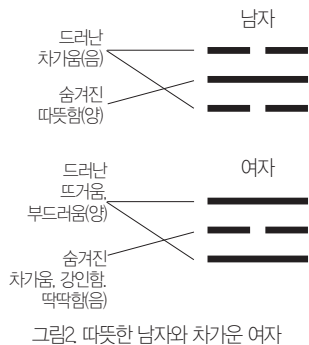 남자
드러난
차가움(음)
숨겨진
따뜻함(양)
여자
드러난
뜨거움,
부드러움(양)
숨겨진
차가움, 강인함.
딱딱함(음)
그림2. 따뜻한 남자와 차가운 여자